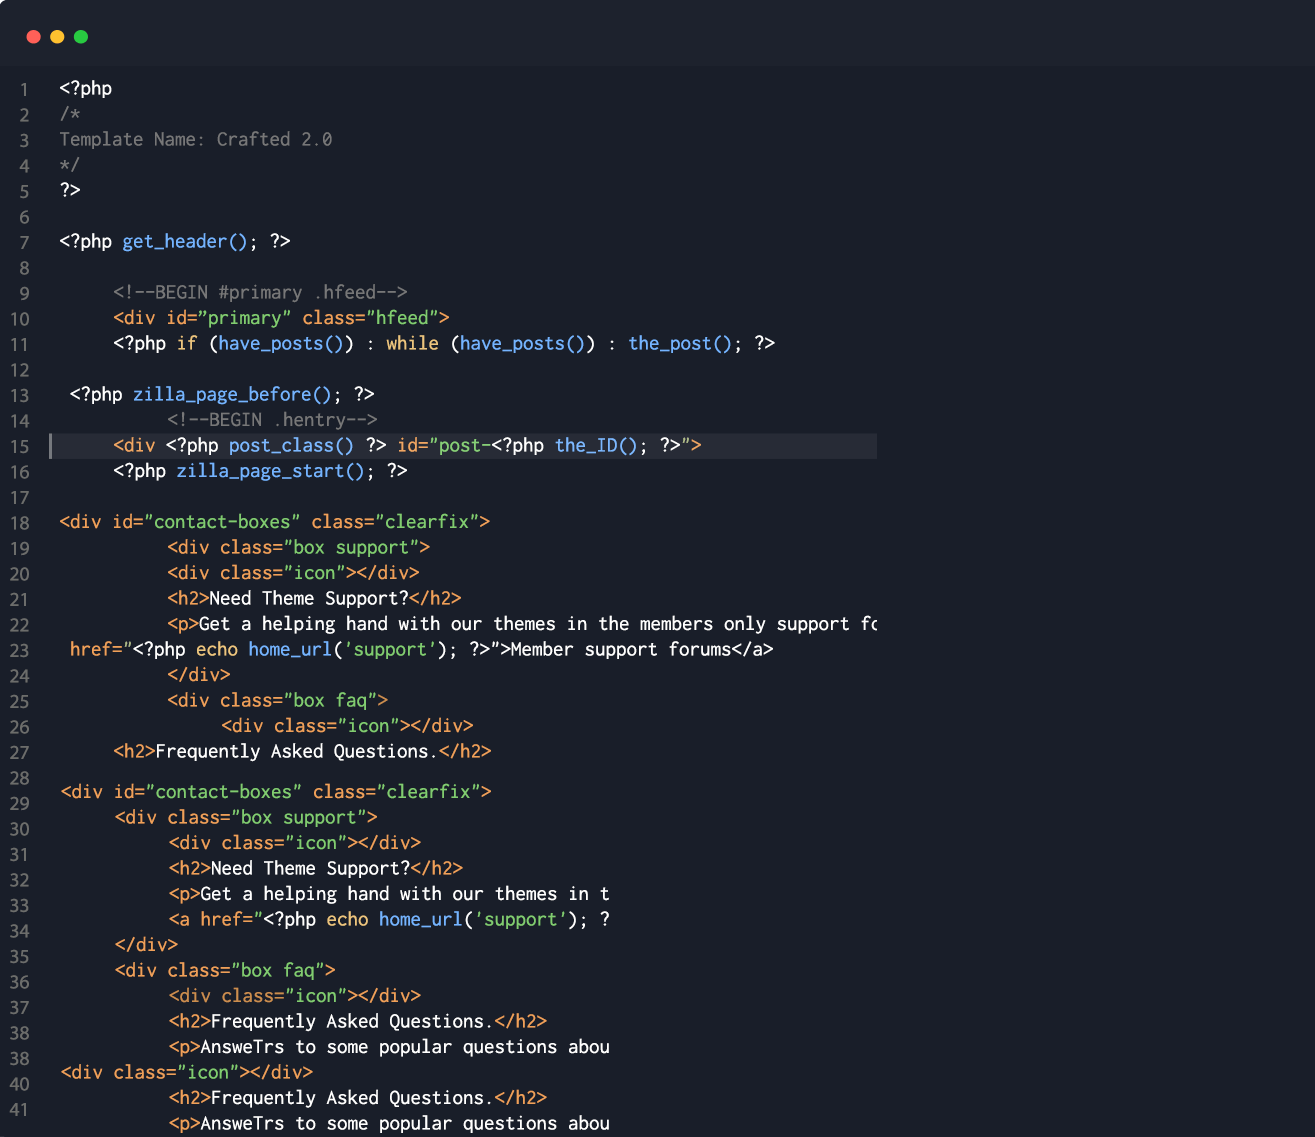 1 <?php
2 /*
3 Template Name: Crafted 2.0
4 */
5 ?>
6
7 <?php get_header(); ?>
8
9 <!--BEGIN #primary .hfeed-->
10 <div id=”primary" class="hfeed">
11 <?php if (have_posts()) : while (have_posts()) : the_post(); ?>
12
13 <?php zilla_page_before(); ?>
14 <!--BEGIN .hentry-->
15 <div <?php post_class() ?> id="post-<?php the_ID(); ?>">
16 <?php zilla_page_start(); ?>
17
18 <div id="contact-boxes" class="clearfix">
19 <div class="box support">
20 <div class="icon"></div>
21 <h2>Need Theme Support?</h2>
22 <p>Get a helping hand with our themes in the members only support fo
23 href="<?php echo home_url('support'); ?>”>Member support forums</a>
24 </div>
25 <div class="box faq">
26 <div class="icon"></div>
27 <h2>Frequently Asked Questions.</h2>
28 <div id="contact-boxes" class="clearfix">
29 <div class="box support">
30 <div class="icon"></div>
31 <h2>Need Theme Support?</h2>
32 <p>Get a helping hand with our themes in t
33 <a href="<?php echo home_url('support'); ?
34 </div>
35 <div class="box faq">
36 <div class="icon"></div>
37 <h2>Frequently Asked Questions.</h2>
38 <p>AnsweTrs to some popular questions abou
38 <div class="icon"></div>
40 <h2>Frequently Asked Questions.</h2>
41 <p>AnsweTrs to some popular questions abou